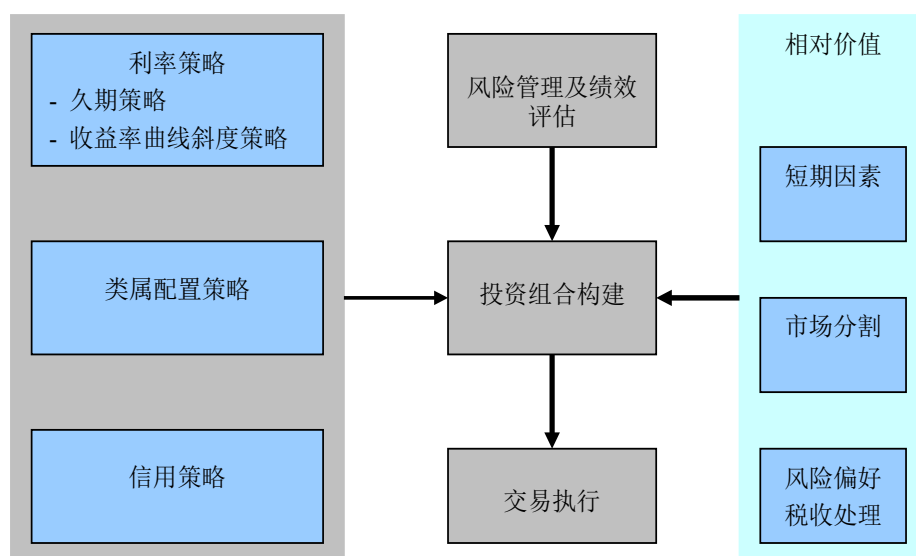 利率策略
- 久期策略
- 收益率曲线斜度策略
类属配置策略
信用策略
风险管理及绩效
评估
投资组合构建
交易执行
相对价值
短期因素
市场分割
风险偏好
税收处理